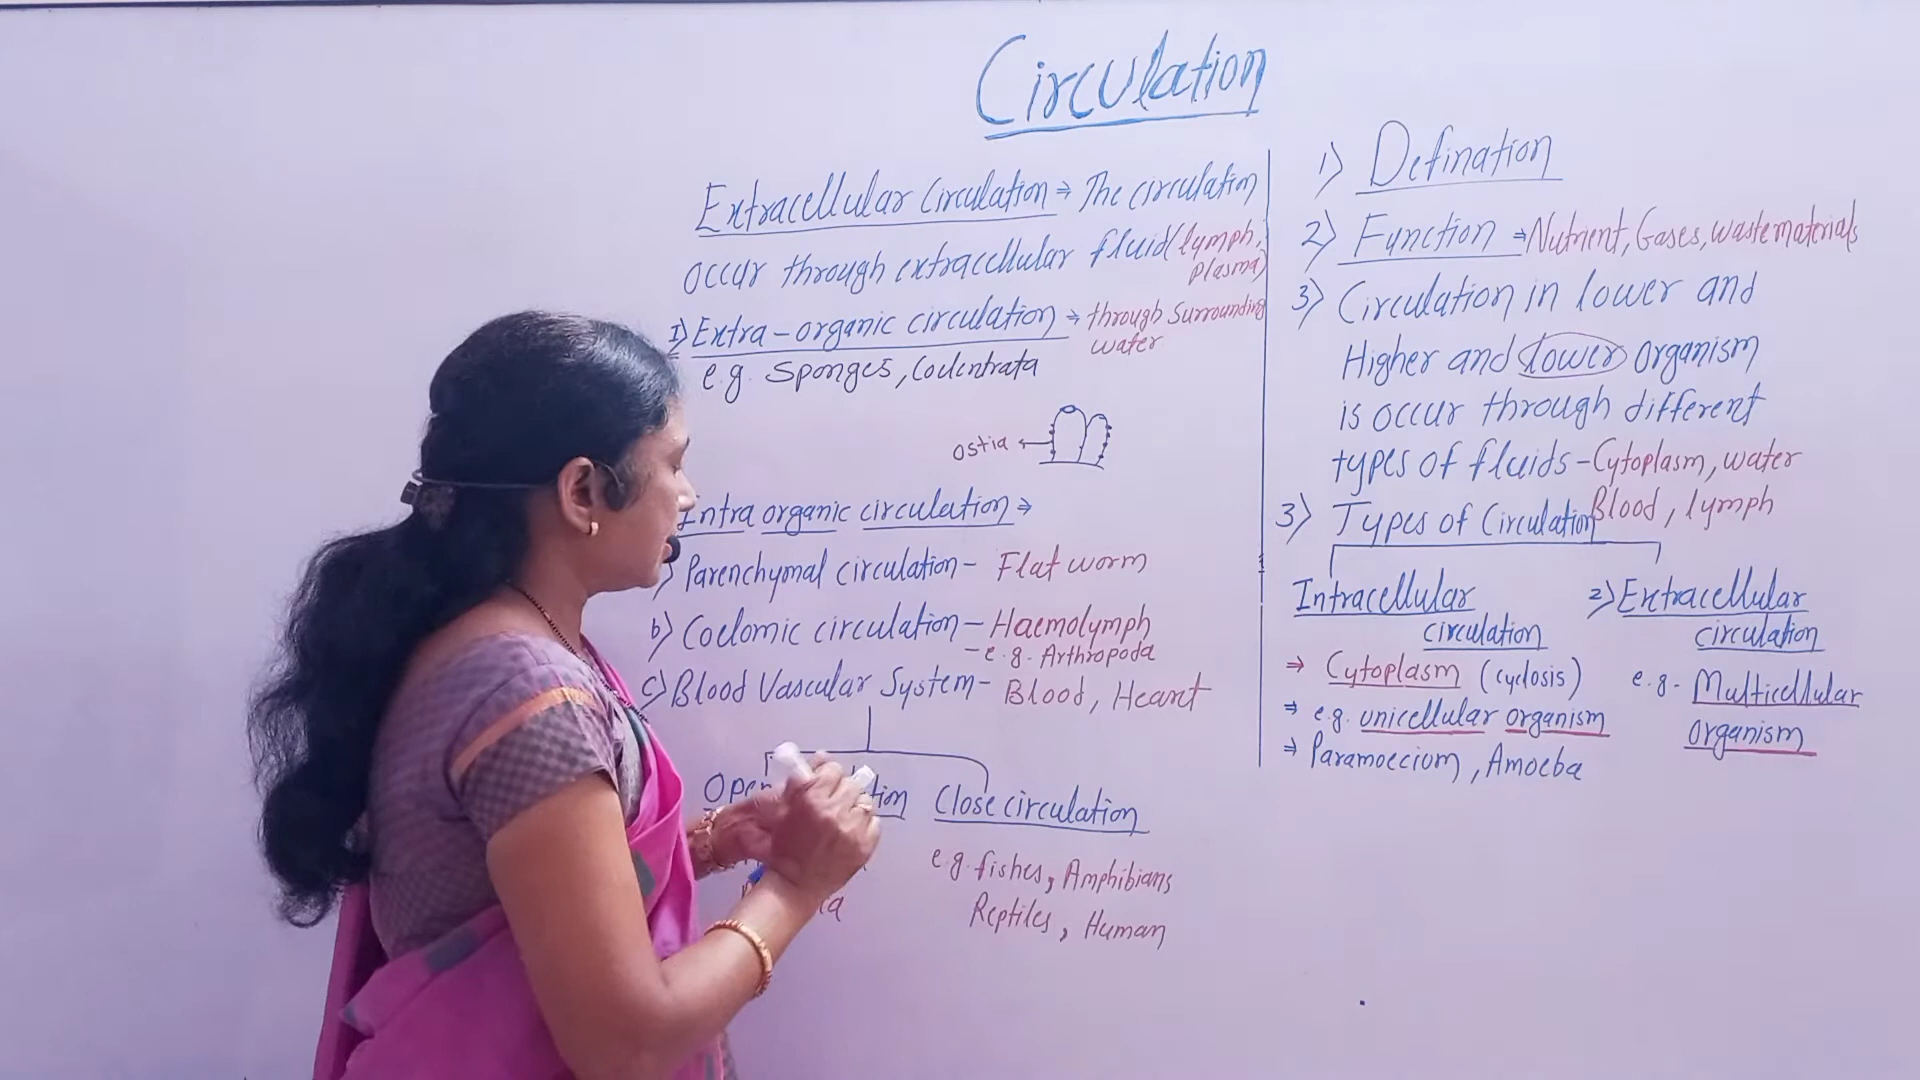 Circulation
Extracellular Circulation ⇒ The circulation
occur through extracellular fluid (lymph,
plasma)
I) Extra-organic circulation ⇒ through surrounding
water
e.g. Sponges, Coelentrata
ostia
Intra organic circulation ⇒
Parenchymal circulation - Flat worm
b) Coelomic circulation - Haemolymph
- e.g. Arthropoda
c) Blood Vascular System - Blood, Heart
Close circulation
e.g. fishes, Amphibians
Reptiles, Human
1) Defination
2) Function ⇒ Nutrient, Gases, waste materials
3) Circulation in lower and
Higher and lower organism
is occur through different
types of fluids - Cytoplasm, water
Blood, lymph
3) Types of Circulation
Intracellular
circulation
⇒ Cytoplasm (cyclosis)
⇒ e.g. unicellular organism
⇒ Paramoecium, Amoeba
2) Extracellular
circulation
e.g. - Multicellular
organism